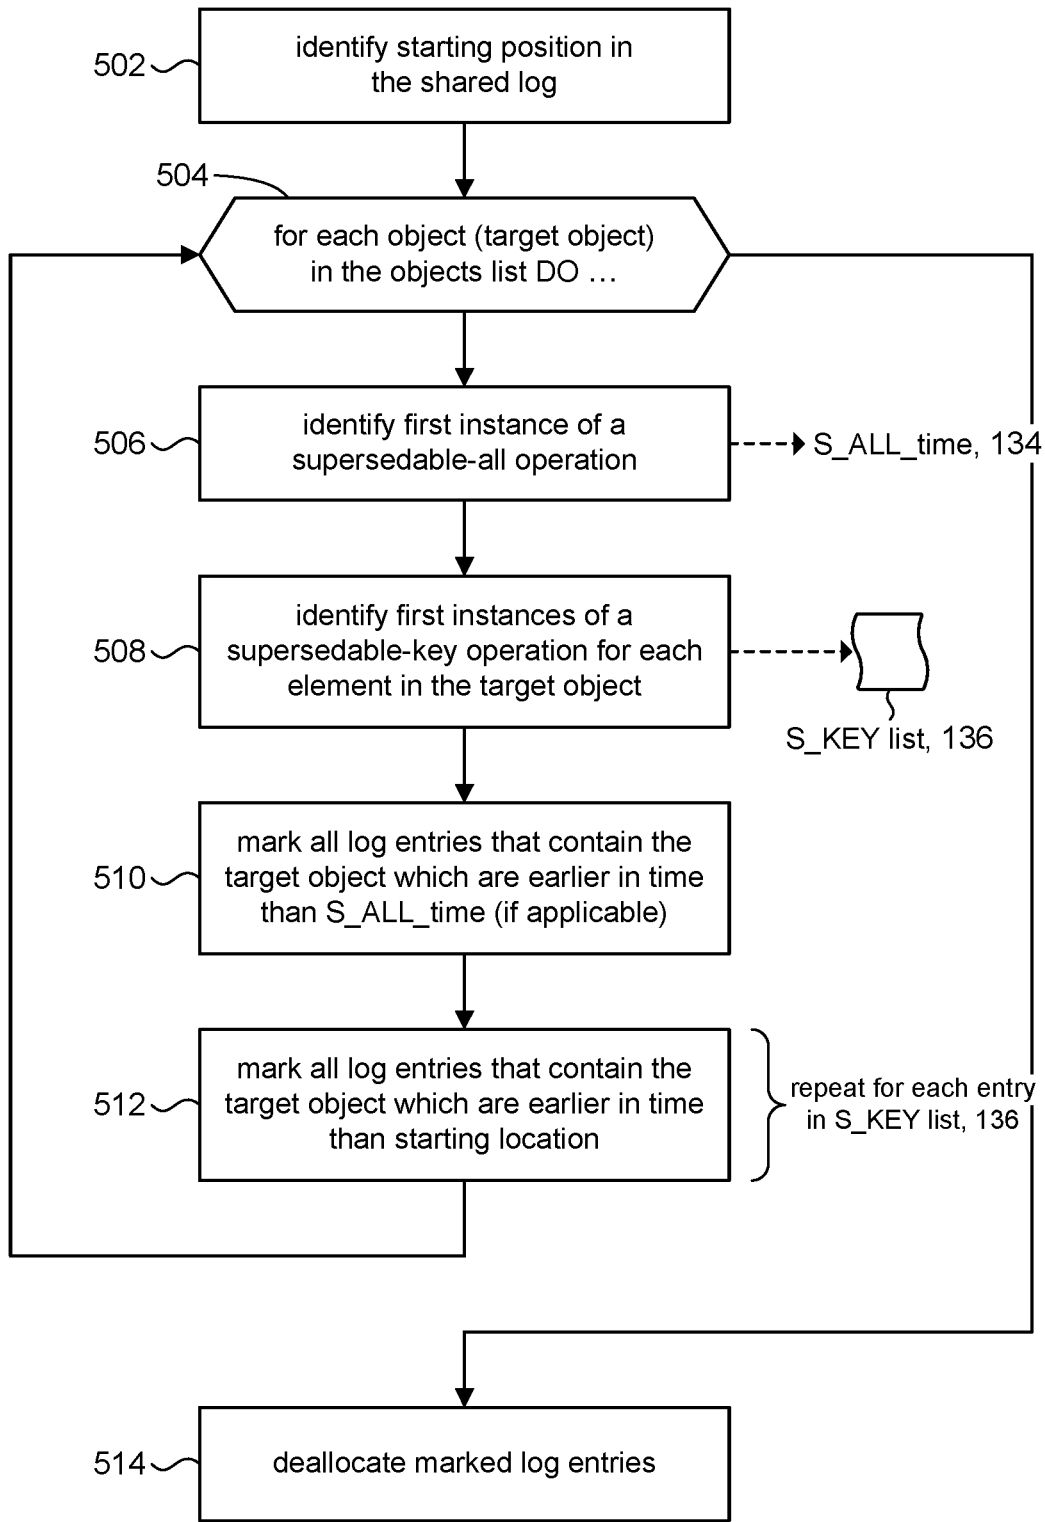 502
identify starting position in
the shared log
504
for each object (target object)
in the objects list DO …
506
identify first instance of a
supersedable-all operation
S_ALL_time, 134
508
identify first instances of a
supersedable-key operation for each
element in the target object
S_KEY list, 136
510
mark all log entries that contain the
target object which are earlier in time
than S_ALL_time (if applicable)
512
mark all log entries that contain the
target object which are earlier in time
than starting location
repeat for each entry
in S_KEY list, 136
514
deallocate marked log entries